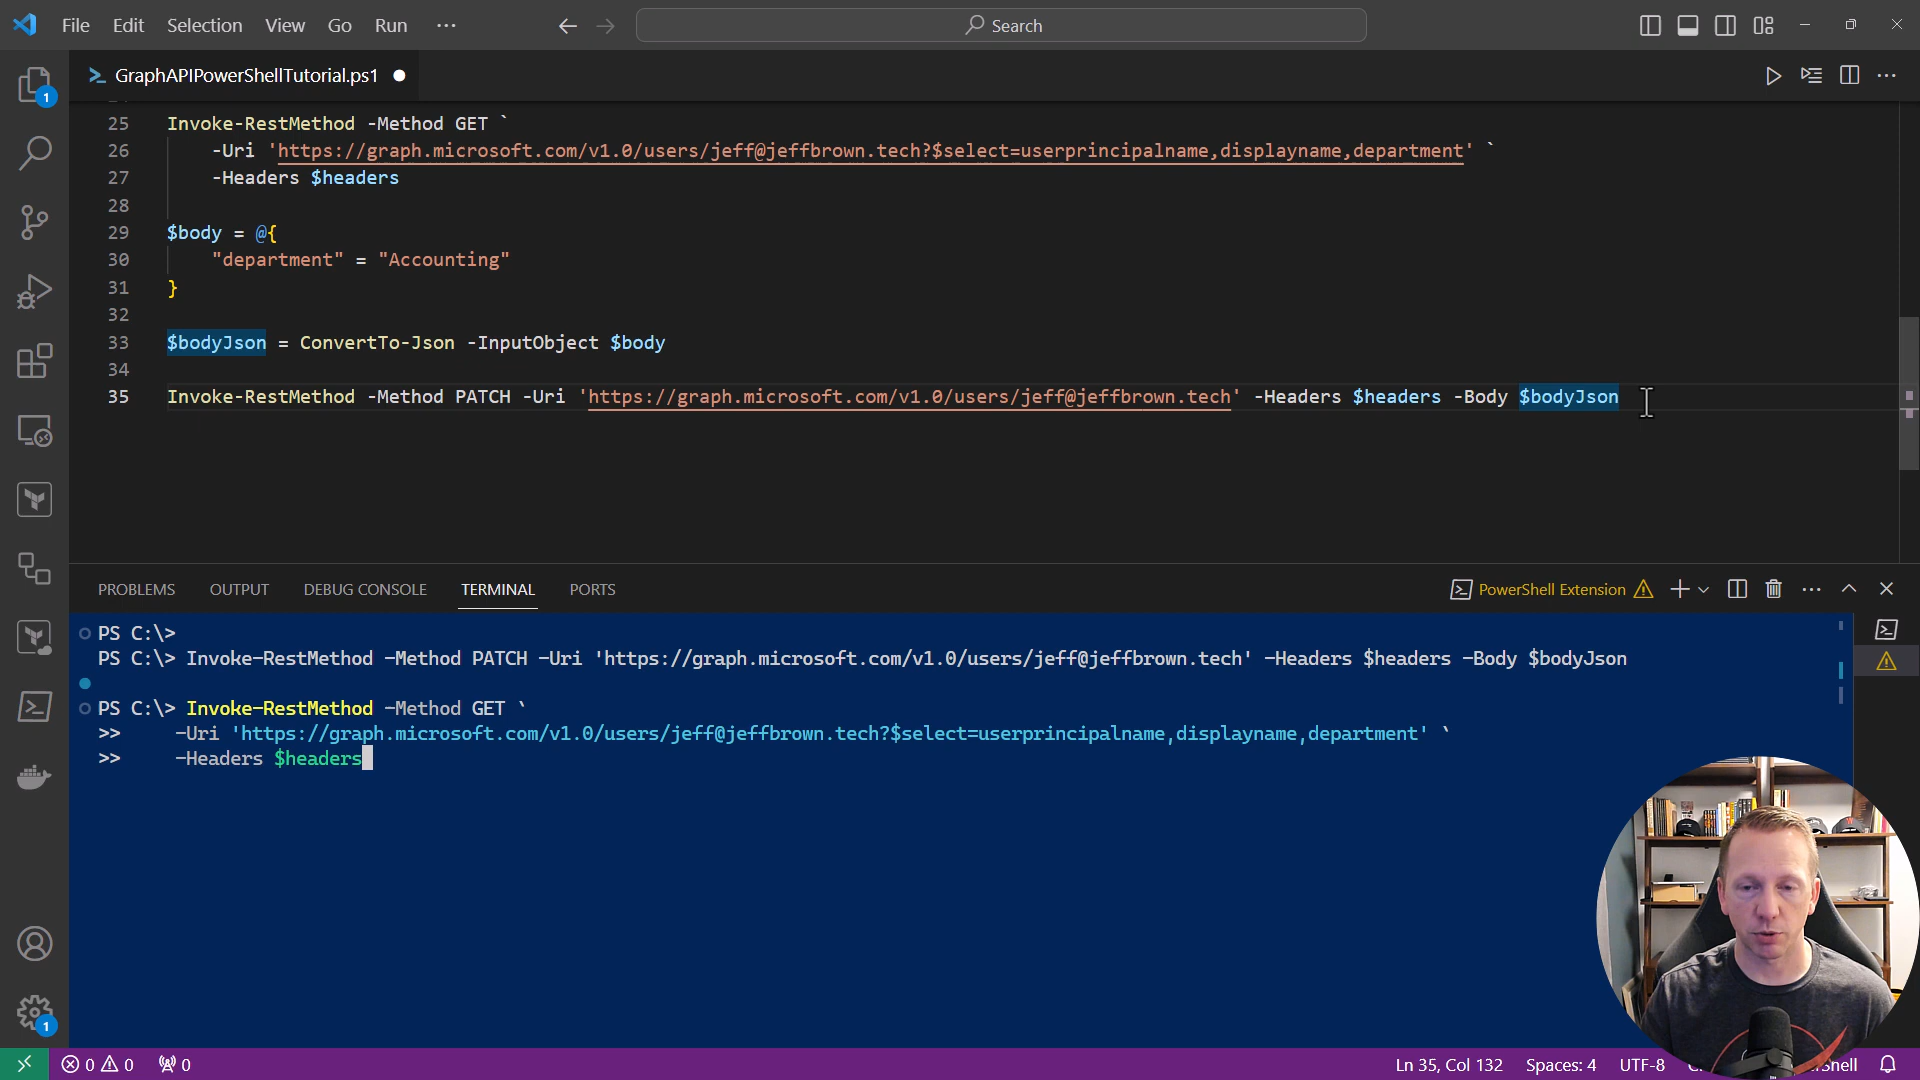 File Edit Selection View Go Run ··· Search
GraphAPIPowerShellTutorial.ps1
25 Invoke-RestMethod -Method GET `
26 -Uri 'https://graph.microsoft.com/v1.0/users/jeff@jeffbrown.tech?$select=userprincipalname,displayname,department' `
27 -Headers $headers
28
29 $body = @{
30 "department" = "Accounting"
31 }
32
33 $bodyJson = ConvertTo-Json -InputObject $body
34
35 Invoke-RestMethod -Method PATCH -Uri 'https://graph.microsoft.com/v1.0/users/jeff@jeffbrown.tech' -Headers $headers -Body $bodyJson
PROBLEMS OUTPUT DEBUG CONSOLE TERMINAL PORTS PowerShell Extension
PS C:\>
PS C:\> Invoke-RestMethod -Method PATCH -Uri 'https://graph.microsoft.com/v1.0/users/jeff@jeffbrown.tech' -Headers $headers -Body $bodyJson
PS C:\> Invoke-RestMethod -Method GET `
>> -Uri 'https://graph.microsoft.com/v1.0/users/jeff@jeffbrown.tech?$select=userprincipalname,displayname,department' `
>> -Headers $headers
1
1
0 0 0 Ln 35, Col 132 Spaces: 4 UTF-8